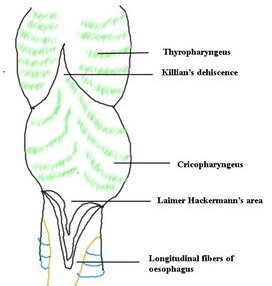 Thyropharyngeus
Killian's dehiscence
Cricopharyngeus
Laimer Hackermann's area
Longitudinal fibers of
oesophagus